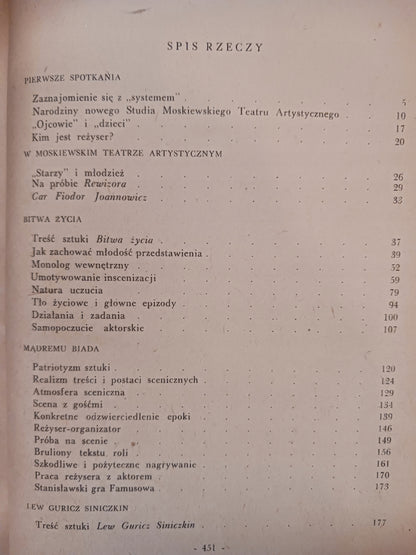 SPIS RZECZY
PIERWSZE SPOTKANIA
Zaznajomienie się z „systemem” . . . . . . . 5
Narodziny nowego Studia Moskiewskiego Teatru Artystycznego . 10
„Ojcowie” i „dzieci” . . . . . . . . 17
Kim jest reżyser? . . . . . . . . 20
W MOSKIEWSKIM TEATRZE ARTYSTYCZNYM
„Starzy” i młodzież . . . . . . . . 26
Na próbie Rewizora . . . . . . . . 29
Car Fiodor Joannowicz . . . . . . . . 33
BITWA ŻYCIA
Treść sztuki Bitwa życia . . . . . . . 37
Jak zachować młodość przedstawienia . . . . . . 39
Monolog wewnętrzny . . . . . . . . 52
Umotywowanie inscenizacji . . . . . . . 59
Natura uczucia . . . . . . . . 79
Tło życiowe i głowne epizody . . . . . . . 94
Działania i zadania . . . . . . . . 100
Samopoczucie aktorskie . . . . . . . 107
MĄDREMU BIADA
Patriotyzm sztuki . . . . . . . . 120
Realizm treści i postaci scenicznych . . . . . . 124
Atmosfera sceniczna . . . . . . . . 129
Scena z gośćmi . . . . . . . . 134
Konkretne odzwierciedlenie epoki . . . . . . 139
Reżyser-organizator . . . . . . . . 146
Próba na scenie . . . . . . . . 149
Bruliony tekstu roli . . . . . . . . 156
Szkodliwe i pożyteczne nagrywanie . . . . . . 161
Praca reżysera z aktorem . . . . . . . 170
Stanisławski gra Famusowa . . . . . . . 173
LEW GURICZ SINICZKIN
Treść sztuki Lew Guricz Siniczkin . . . . . . 177
- 451 -